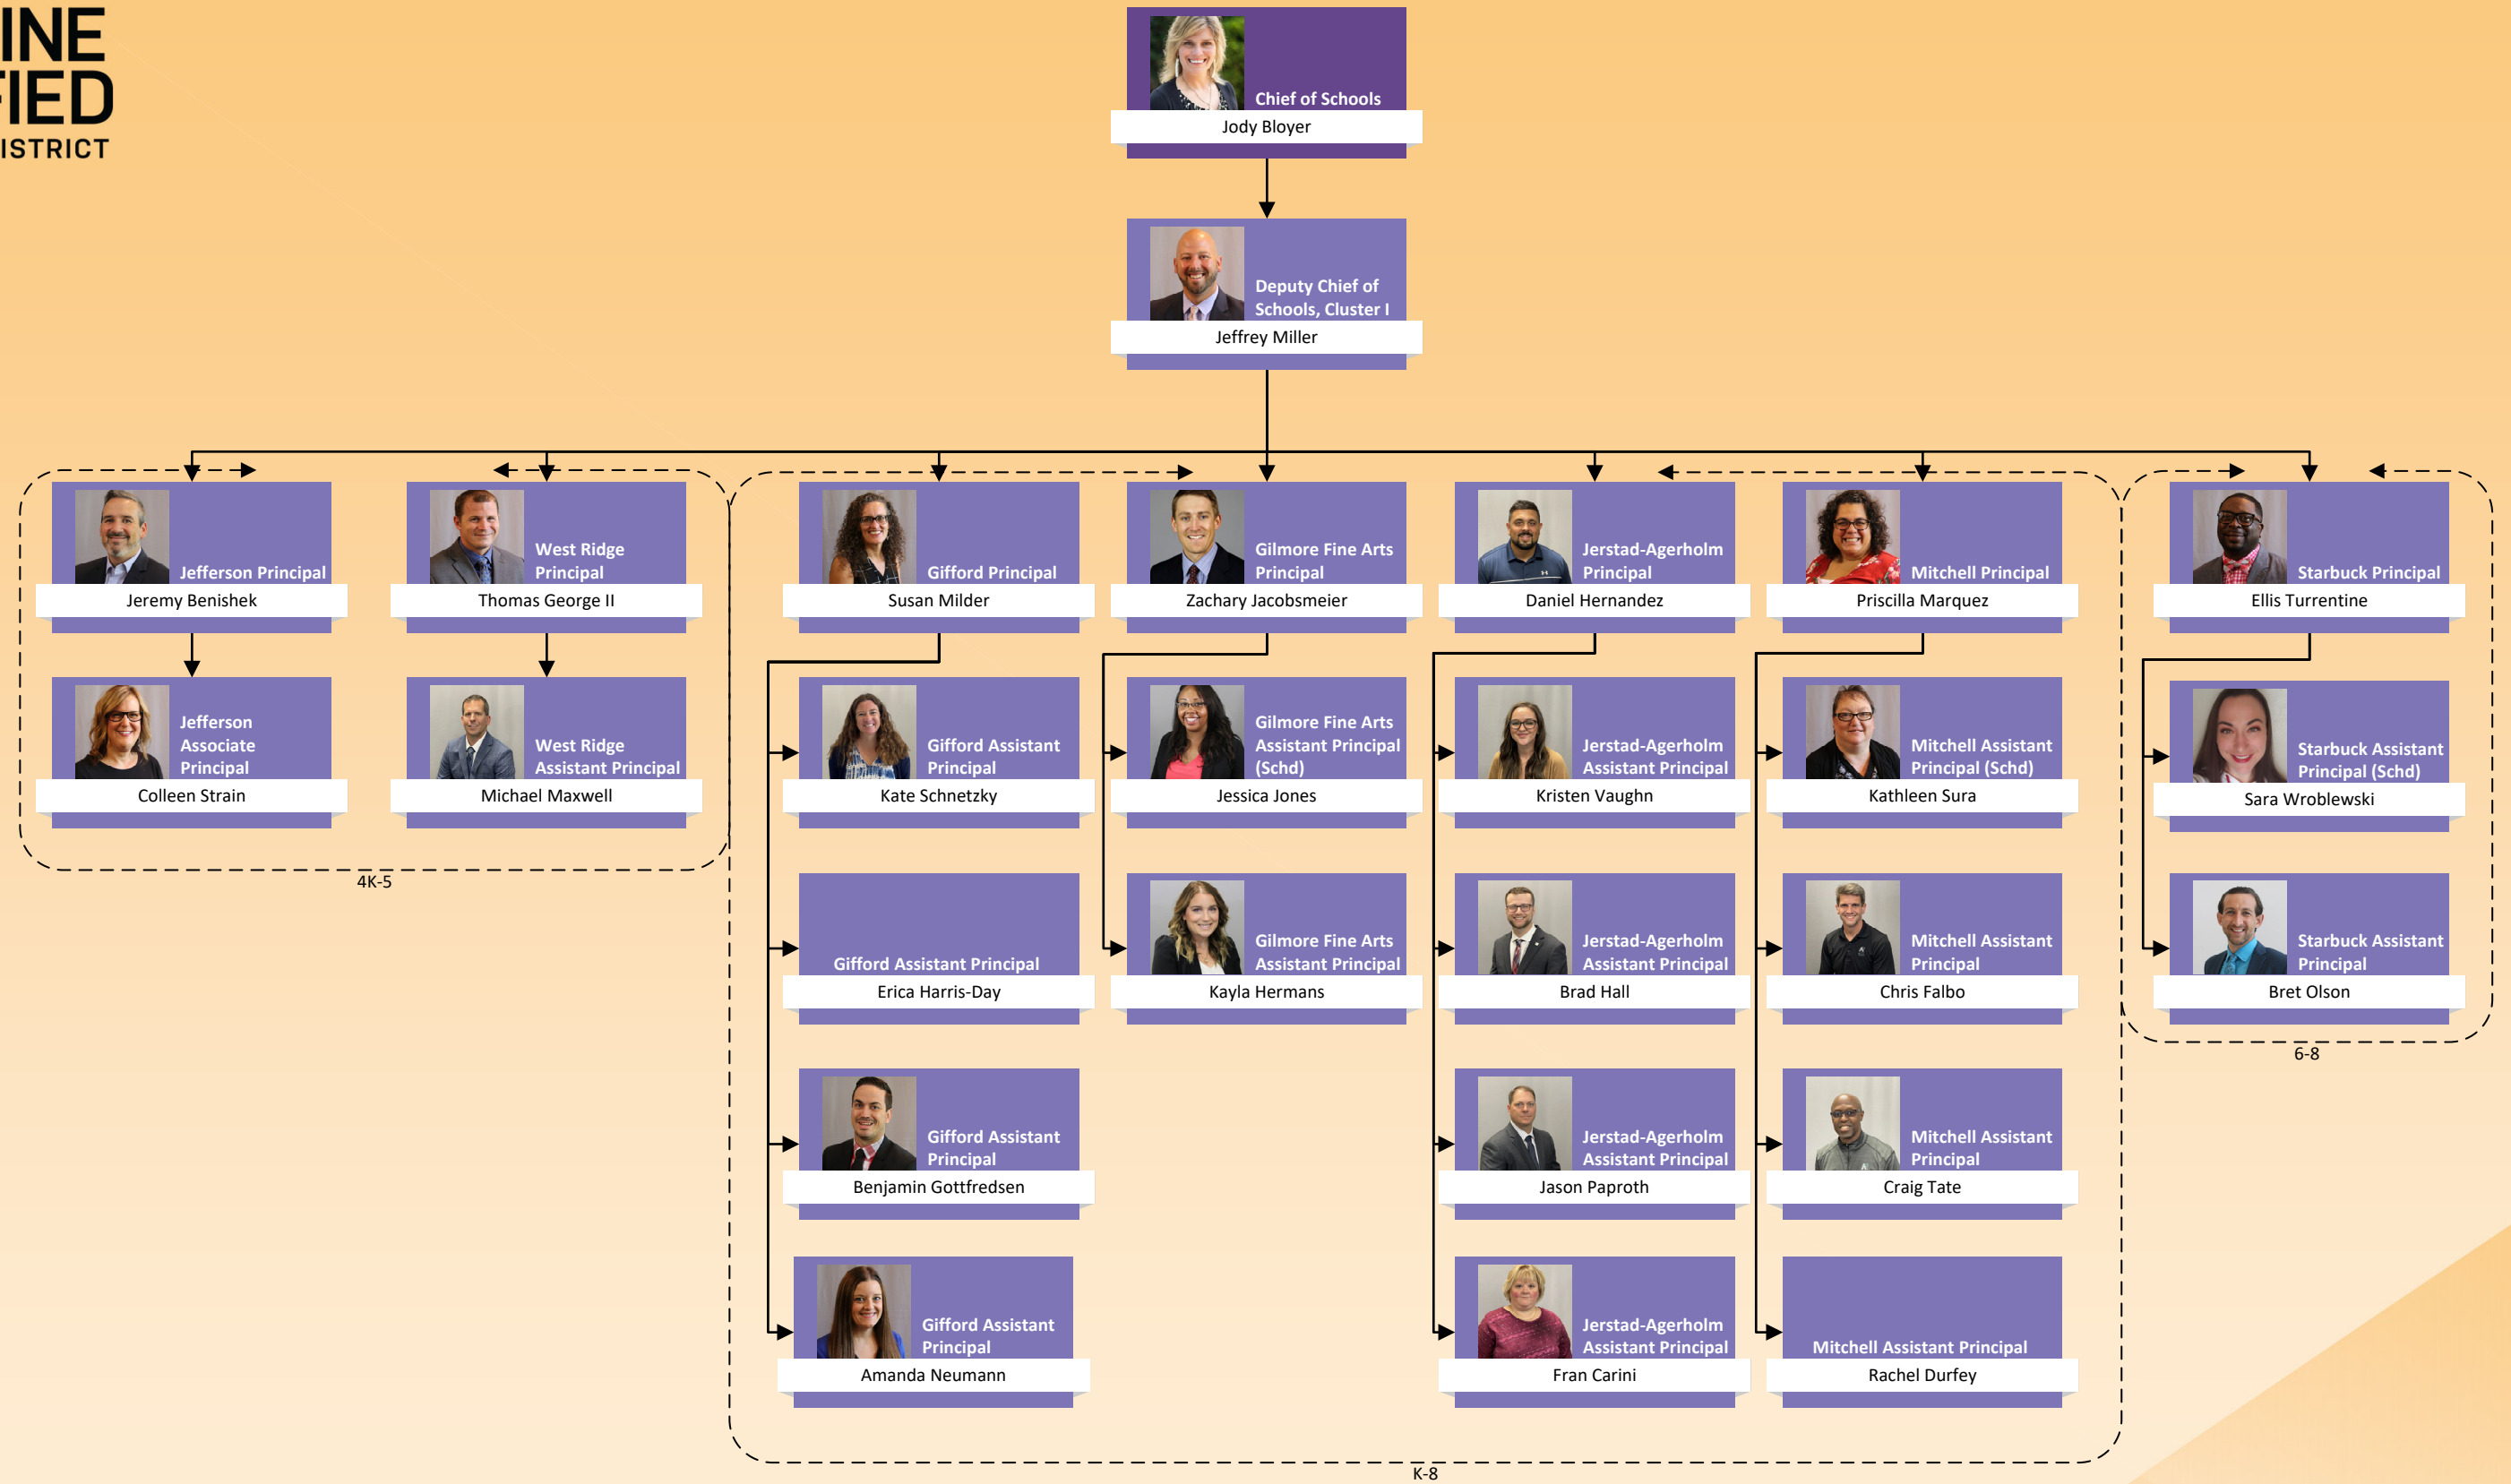 INE
FIED
ISTRICT
Chief of Schools
Jody Bloyer
Deputy Chief of
Schools, Cluster I
Jeffrey Miller
Jefferson Principal
Jeremy Benishek
West Ridge
Principal
Thomas George II
Gifford Principal
Susan Milder
Gilmore Fine Arts
Principal
Zachary Jacobsmeier
Jerstad-Agerholm
Principal
Daniel Hernandez
Mitchell Principal
Priscilla Marquez
Starbuck Principal
Ellis Turrentine
Jefferson
Associate
Principal
Colleen Strain
West Ridge
Assistant Principal
Michael Maxwell
Gifford Assistant
Principal
Kate Schnetzky
Gilmore Fine Arts
Assistant Principal
(Schd)
Jessica Jones
Jerstad-Agerholm
Assistant Principal
Kristen Vaughn
Mitchell Assistant
Principal (Schd)
Kathleen Sura
Starbuck Assistant
Principal (Schd)
Sara Wroblewski
4K-5
Gifford Assistant Principal
Erica Harris-Day
Gilmore Fine Arts
Assistant Principal
Kayla Hermans
Jerstad-Agerholm
Assistant Principal
Brad Hall
Mitchell Assistant
Principal
Chris Falbo
Starbuck Assistant
Principal
Bret Olson
6-8
Gifford Assistant
Principal
Benjamin Gottfredsen
Jerstad-Agerholm
Assistant Principal
Jason Paproth
Mitchell Assistant
Principal
Craig Tate
Gifford Assistant
Principal
Amanda Neumann
Jerstad-Agerholm
Assistant Principal
Fran Carini
Mitchell Assistant Principal
Rachel Durfey
K-8